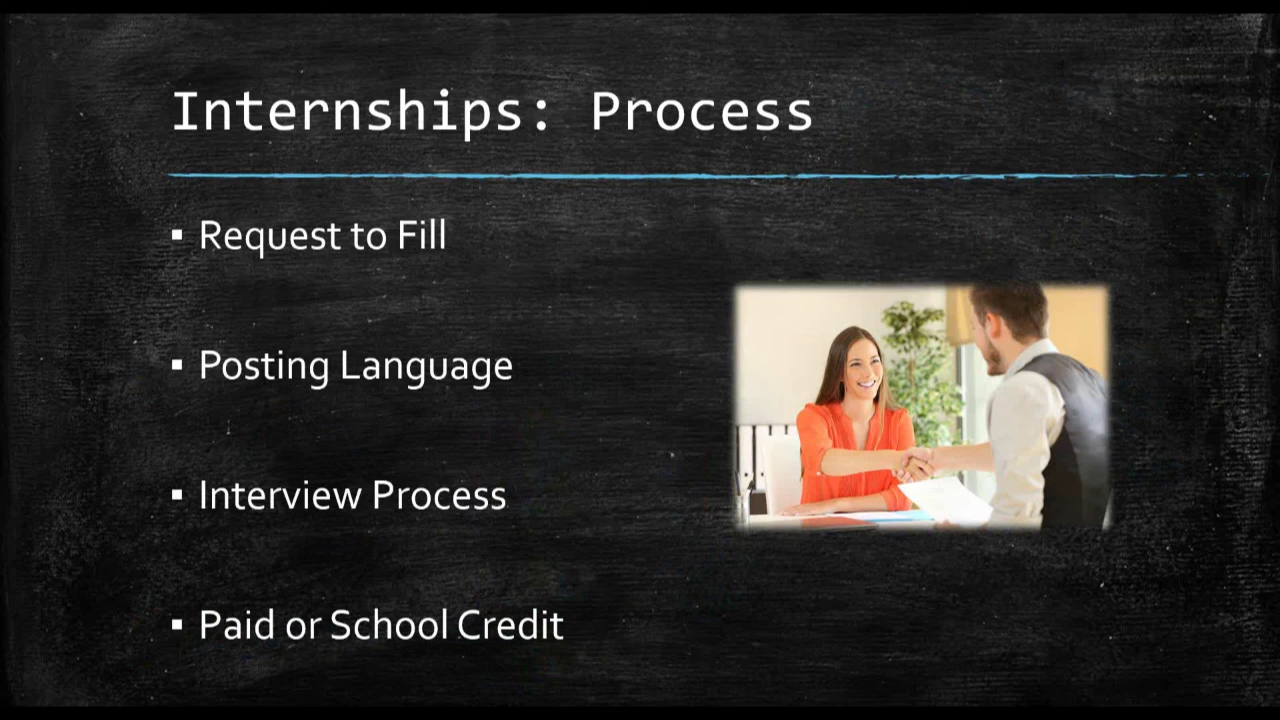 Internships: Process
▪ Request to Fill
▪ Posting Language
▪ Interview Process
▪ Paid or School Credit